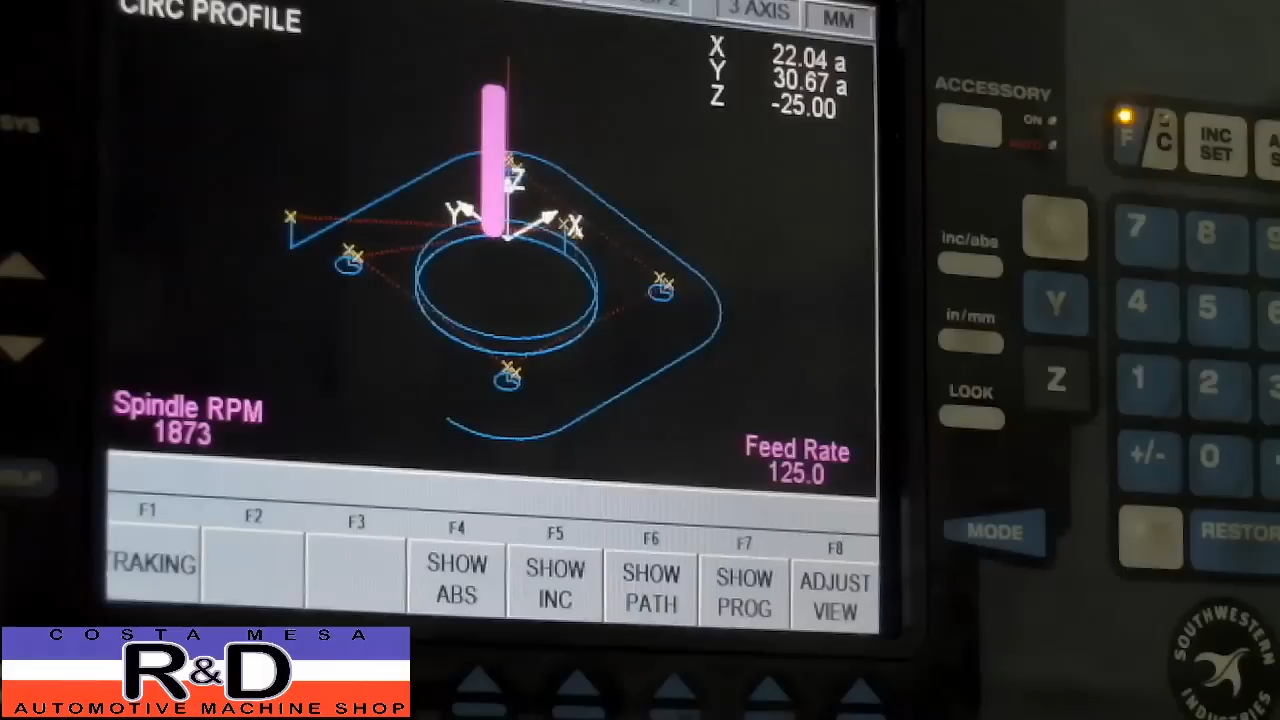 CIRC PROFILE
3 AXIS
MM
X 22.04 a
Y 30.67 a
Z -25.00
Z
Y
X
Spindle RPM
1873
Feed Rate
125.0
F1 F2 F3 F4 F5 F6 F7 F8
TRAKING
SHOW ABS
SHOW INC
SHOW PATH
SHOW PROG
ADJUST VIEW
SYS
ACCESSORY
ON
AUTO
F C
INC SET
inc/abs
in/mm
LOOK
MODE
Y
Z
7 8
4 5
1 2
+/- 0
RESTOR
SOUTHWESTERN INDUSTRIES
COSTA MESA
R&D
AUTOMOTIVE MACHINE SHOP